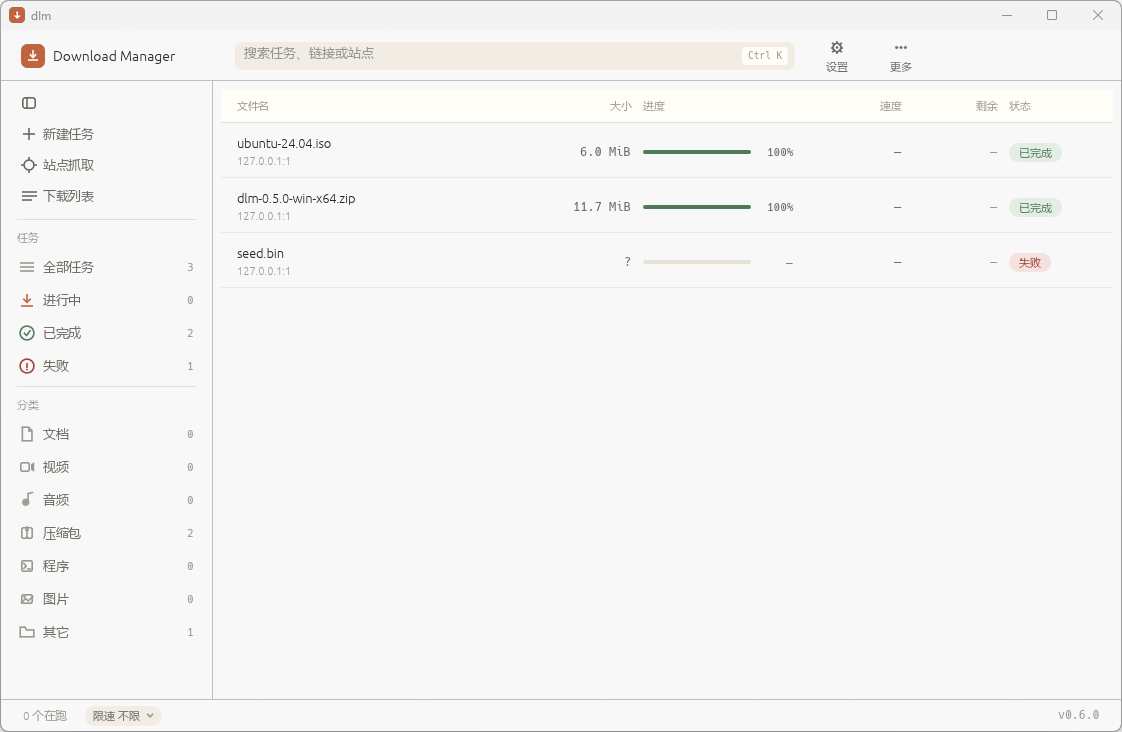 dlm
Download Manager
搜索任务、链接或站点
Ctrl K
设置
更多
新建任务
站点抓取
下载列表
任务
全部任务 3
进行中 0
已完成 2
失败 1
分类
文档 0
视频 0
音频 0
压缩包 2
程序 0
图片 0
其它 1
文件名 大小 进度 速度 剩余 状态
ubuntu-24.04.iso
127.0.0.1:1
6.0 MiB 100% — — 已完成
dlm-0.5.0-win-x64.zip
127.0.0.1:1
11.7 MiB 100% — — 已完成
seed.bin
127.0.0.1:1
? — — — 失败
0 个在跑
限速 不限
v0.6.0